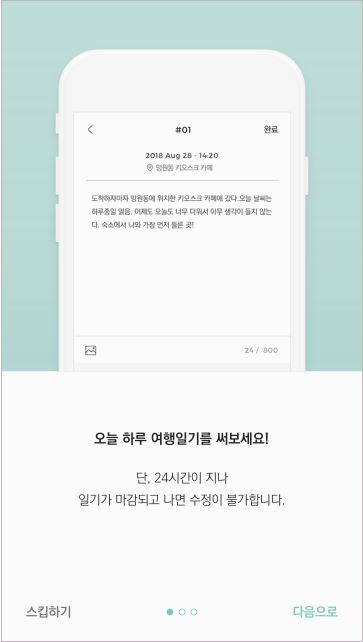 #01 완료
2018 Aug 28 - 14:20
망원동 키오스크 카페
도착하자마자 망원동에 위치한 키오스크 카페에 갔다.오늘 날씨는
하루종일 맑음. 어제도 오늘도 너무 더워서 아무 생각이 들지 않는
다. 숙소에서 나와 가장 먼저 들른 곳!
24 / 800
오늘 하루 여행일기를 써보세요!
단, 24시간이 지나
일기가 마감되고 나면 수정이 불가합니다.
스킵하기 다음으로